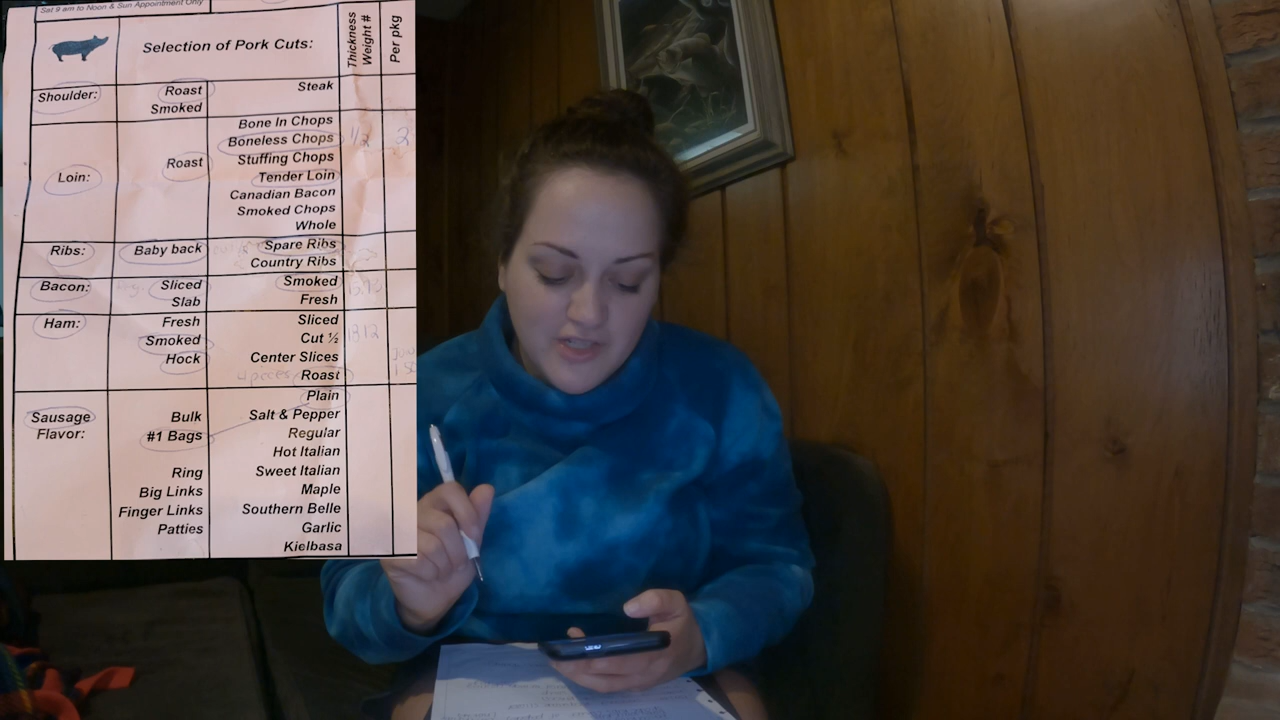 Sat 9 am to Noon & Sun Appointment Only
Selection of Pork Cuts:
Thickness
Weight #
Per pkg
Shoulder:
Roast
Smoked
Steak
Loin:
Roast
Bone In Chops
Boneless Chops 1/2 2
Stuffing Chops
Tender Loin
Canadian Bacon
Smoked Chops
Whole
Ribs:
Baby back
Spare Ribs
Country Ribs
Bacon:
Sliced
Slab
Smoked
Fresh
Ham:
Fresh
Smoked
Hock
Sliced
Cut ½
Center Slices
Roast
Sausage
Flavor:
Bulk
#1 Bags
Ring
Big Links
Finger Links
Patties
Plain
Salt & Pepper
Regular
Hot Italian
Sweet Italian
Maple
Southern Belle
Garlic
Kielbasa